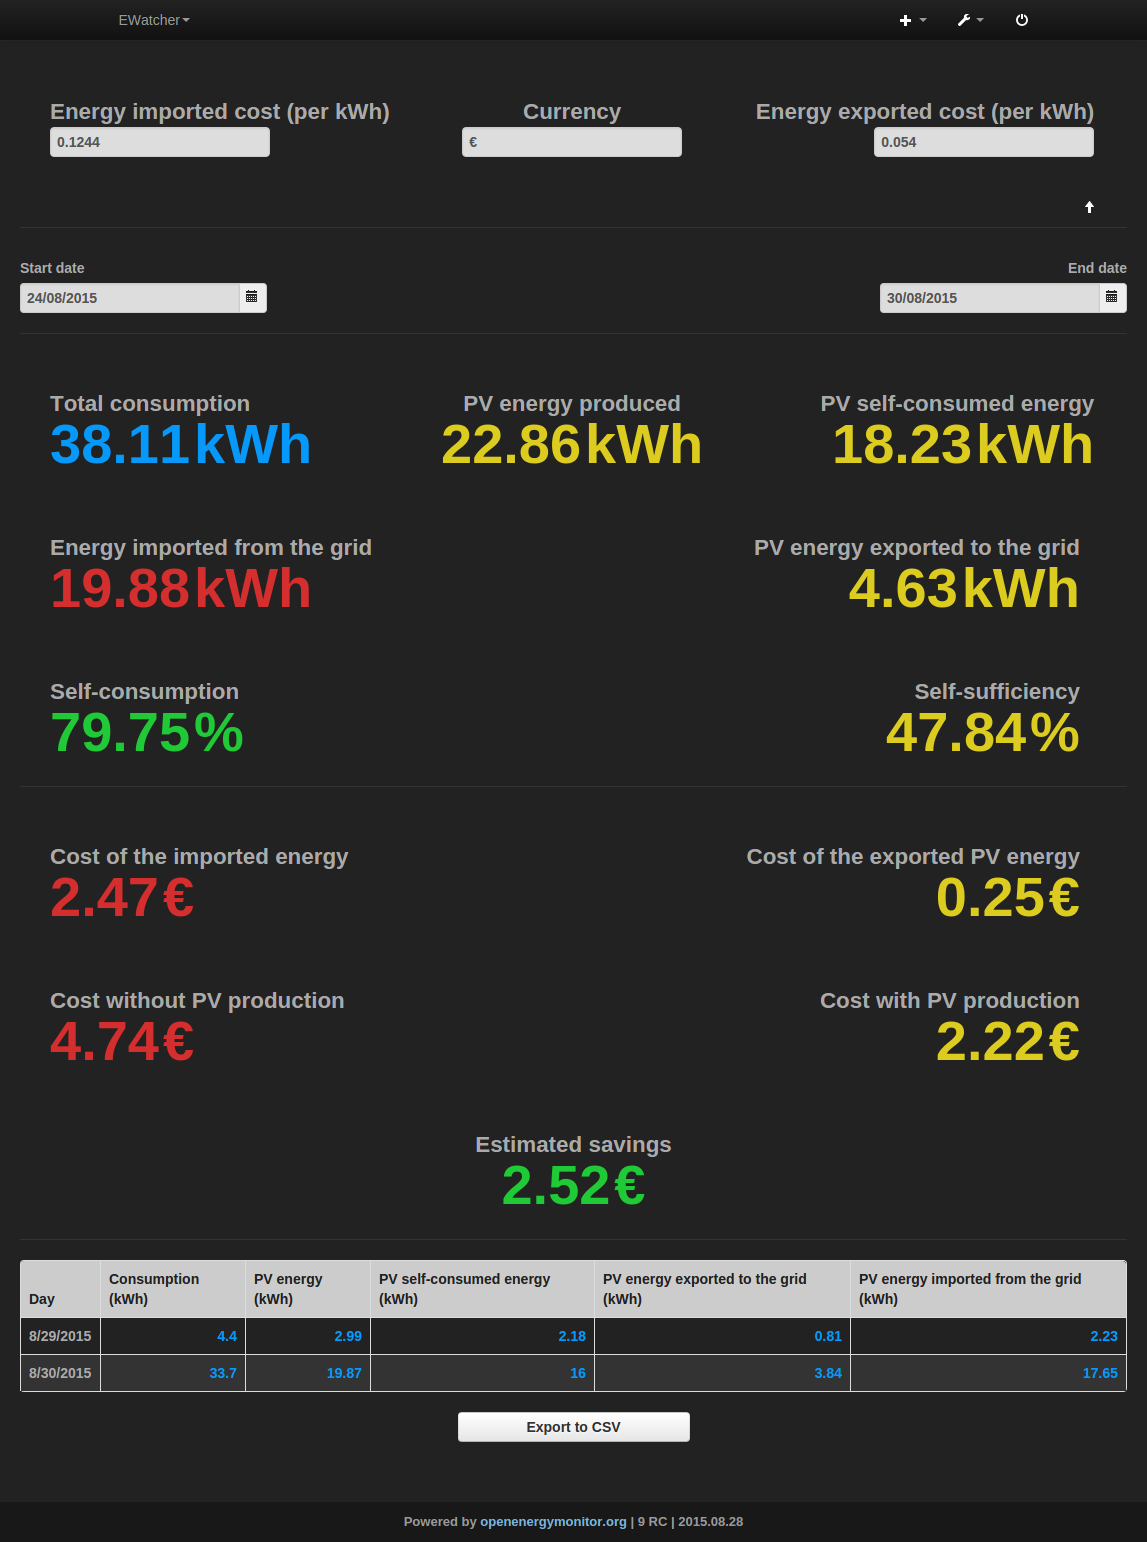 EWatcher
Energy imported cost (per kWh) Currency Energy exported cost (per kWh)
0.1244 € 0.054
Start date End date
24/08/2015 30/08/2015
Total consumption PV energy produced PV self-consumed energy
38.11kWh 22.86kWh 18.23kWh
Energy imported from the grid PV energy exported to the grid
19.88kWh 4.63kWh
Self-consumption Self-sufficiency
79.75% 47.84%
Cost of the imported energy Cost of the exported PV energy
2.47€ 0.25€
Cost without PV production Cost with PV production
4.74€ 2.22€
Estimated savings
2.52€
Day Consumption (kWh) PV energy (kWh) PV self-consumed energy (kWh) PV energy exported to the grid (kWh) PV energy imported from the grid (kWh)
8/29/2015 4.4 2.99 2.18 0.81 2.23
8/30/2015 33.7 19.87 16 3.84 17.65
Export to CSV
Powered by openenergymonitor.org | 9 RC | 2015.08.28